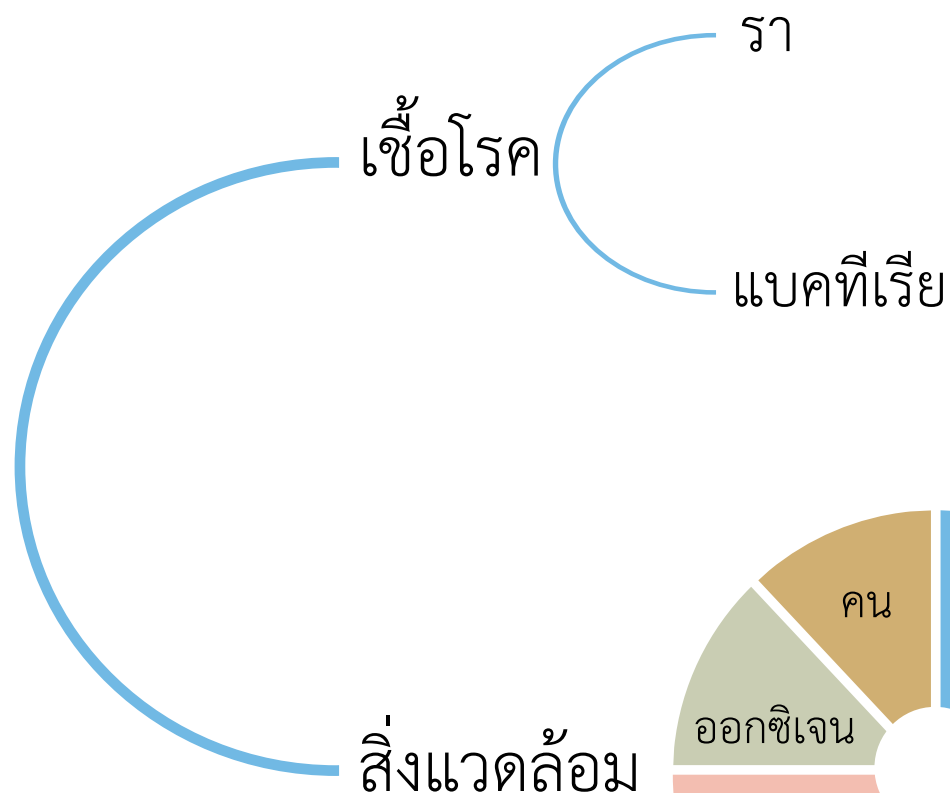 รา
เชื้อโรค
แบคทีเรีย
คน
ออกซิเจน
สิ่งแวดล้อม